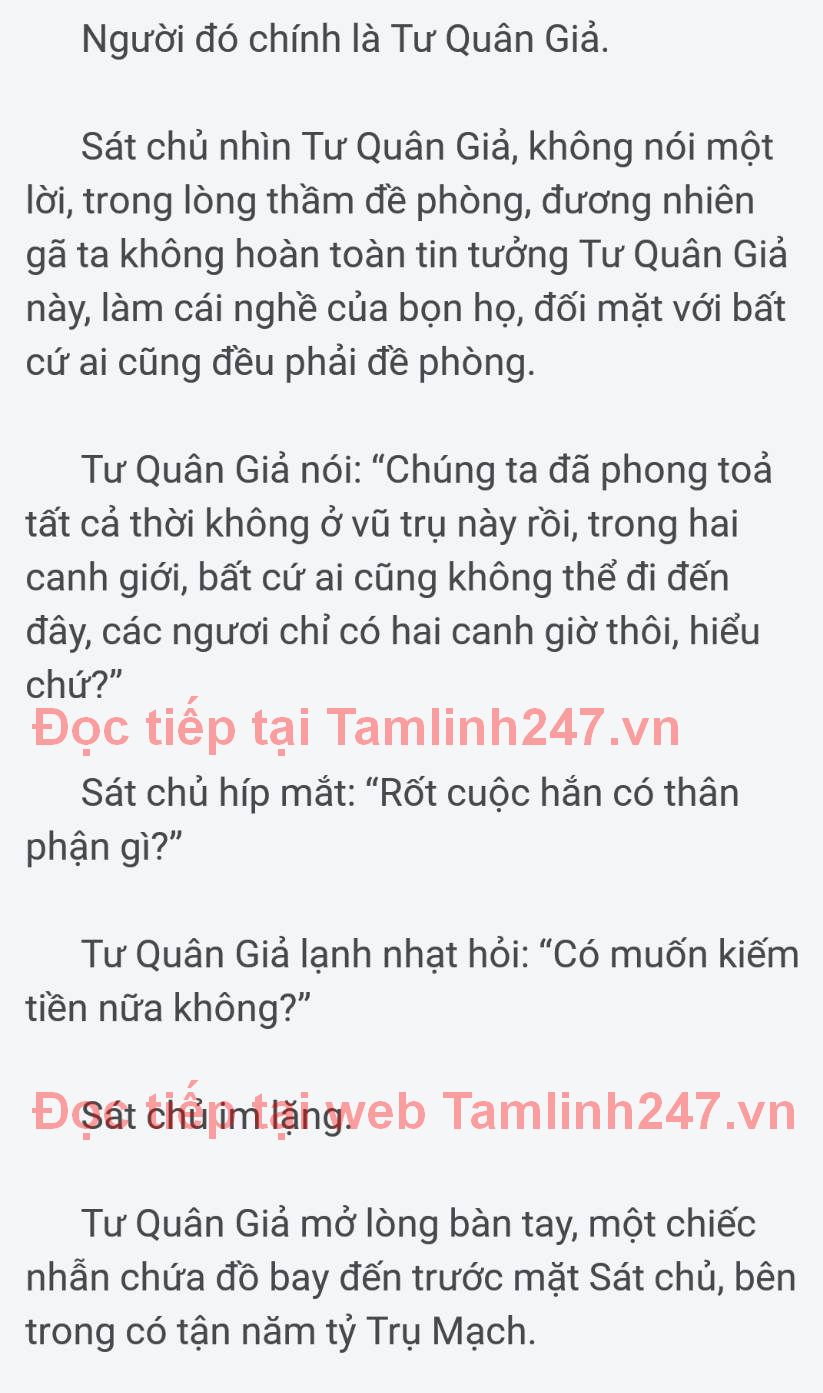 Người đó chính là Tư Quân Giả.
Sát chủ nhìn Tư Quân Giả, không nói một
lời, trong lòng thầm đề phòng, đương nhiên
gã ta không hoàn toàn tin tưởng Tư Quân Giả
này, làm cái nghề của bọn họ, đối mặt với bất
cứ ai cũng đều phải đề phòng.
Tư Quân Giả nói: “Chúng ta đã phong toả
tất cả thời không ở vũ trụ này rồi, trong hai
canh giới, bất cứ ai cũng không thể đi đến
đây, các ngươi chỉ có hai canh giờ thôi, hiểu
chứ?”
Đọc tiếp tại Tamlinh247.vn
Sát chủ híp mắt: “Rốt cuộc hắn có thân
phận gì?”
Tư Quân Giả lạnh nhạt hỏi: “Có muốn kiếm
tiền nữa không?”
Đọc tiếp tại web Tamlinh247.vn
Sát chủ im lặng.
Tư Quân Giả mở lòng bàn tay, một chiếc
nhẫn chứa đồ bay đến trước mặt Sát chủ, bên
trong có tận năm tỷ Trụ Mạch.